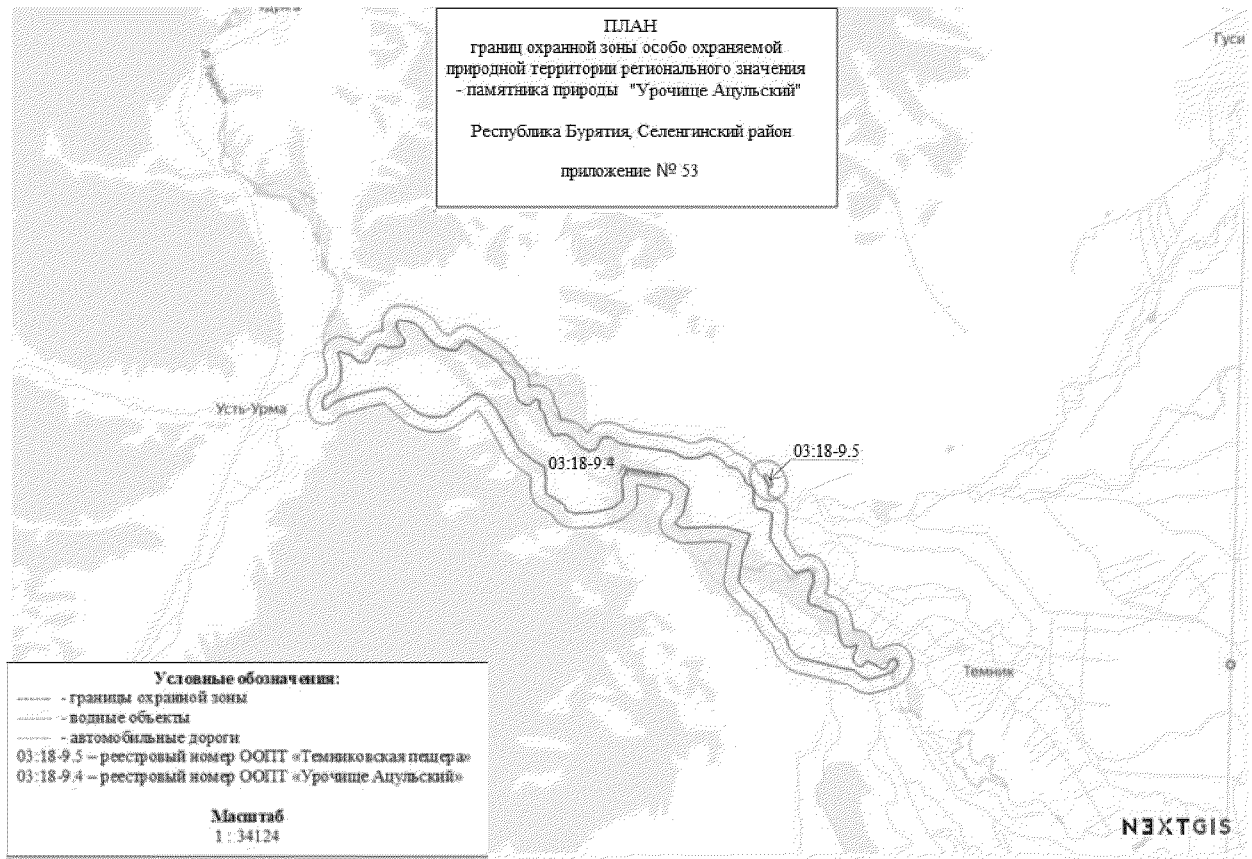 ПЛАН
границ охранной зоны особо охраняемой
природной территории регионального значения
- памятника природы "Урочище Ацульский"
Республика Бурятия, Селенгинский район
приложение № 53
Гуси
Усть-Урма
03:18-9.4
03:18-9.5
Темник
Условные обозначения:
- границы охранной зоны
- водные объекты
- автомобильные дороги
03:18-9.5 – реестровый номер ООПТ «Темниковская пещера»
03:18-9.4 – реестровый номер ООПТ «Урочище Ацульский»
Масштаб
1 : 34124
NEXTGIS